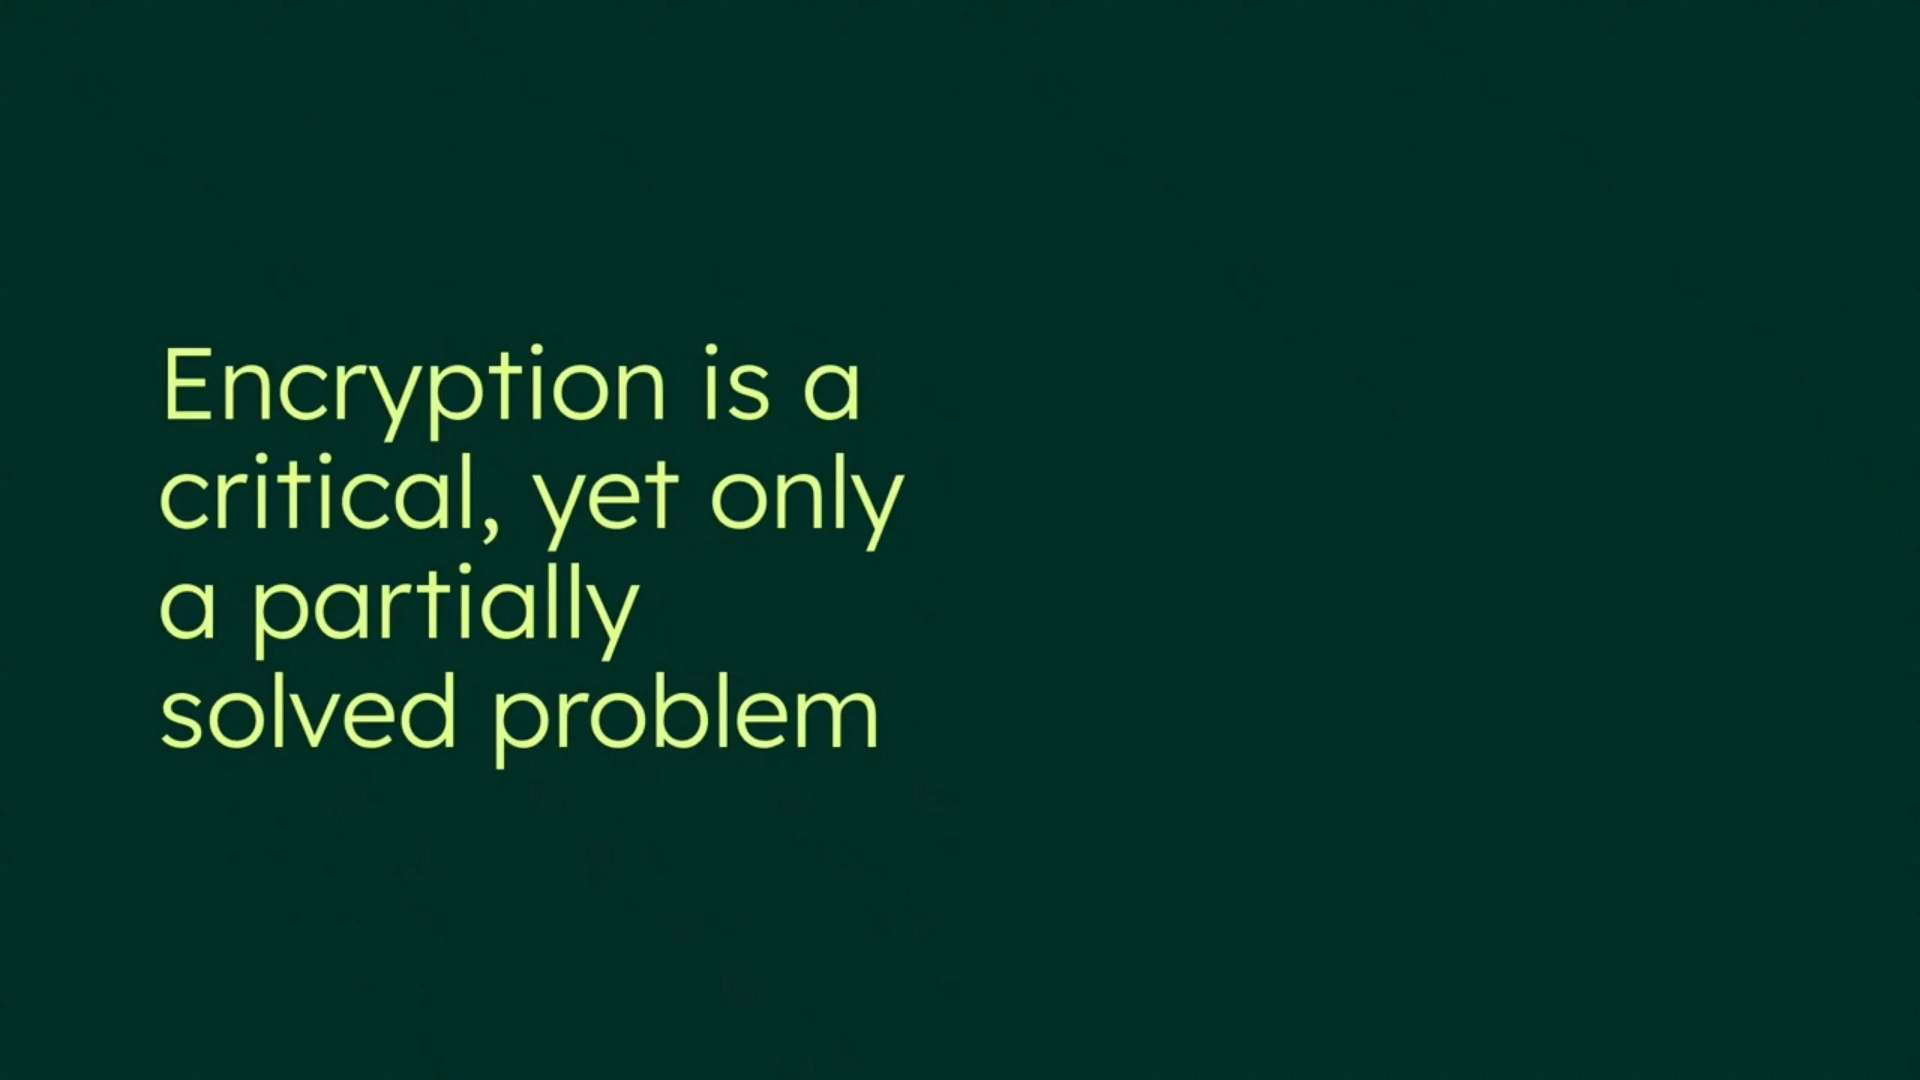 Encryption is a
critical, yet only
a partially
solved problem